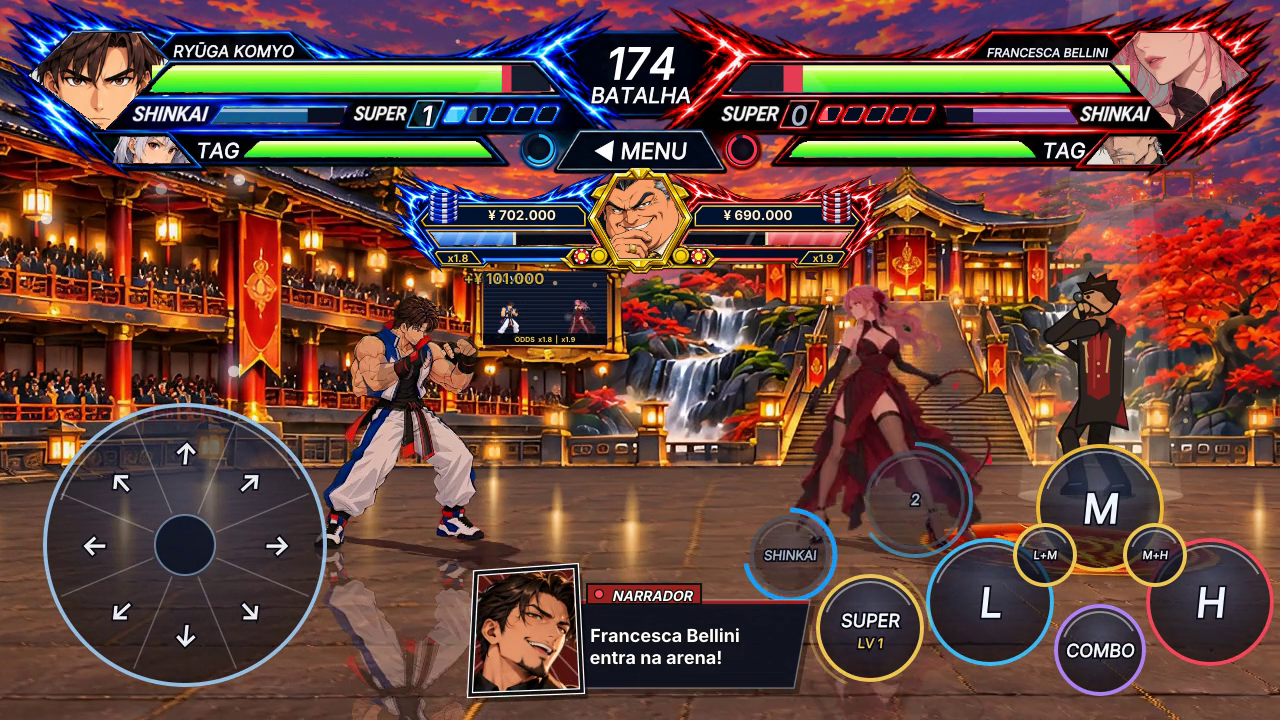 RYŪGA KOMYO
174
BATALHA
FRANCESCA BELLINI
SHINKAI
SUPER 1
SUPER 0
SHINKAI
TAG
◀ MENU
TAG
¥ 702.000
¥ 690.000
x1.8
x1.9
+¥ 101.000
ODDS x1.8 | x1.9
2
M
SHINKAI
L+M
M+H
L
H
SUPER
LV 1
COMBO
NARRADOR
Francesca Bellini
entra na arena!